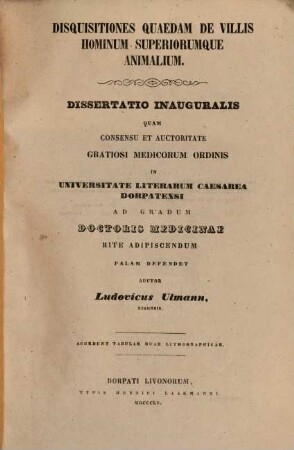 DISQUISITIONES QUAEDAM DE VILLIS
HOMINUM SUPERIORUMQUE
ANIMALIUM.
DISSERTATIO INAUGURALIS
QUAM
CONSENSU ET AUCTORITATE
GRATIOSI MEDICORUM ORDINIS
IN
UNIVERSITATE LITERARUM CAESAREA
DORPATENSI
AD GRADUM
DOCTORIS MEDICINAE
RITE ADIPISCENDUM
PALAM DEFENDET
AUCTOR
Ludovicus Ulmann,
ACCEDUNT TABULAE DUAE LITHOGRAPHICAE.
DORPATI LIVONORUM,
TYPIS HENRICI LAAKMANNI.
MDCCCLV.